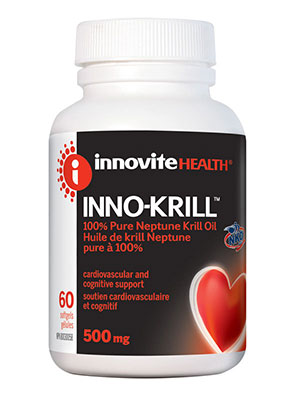 innovite HEALTH®
INNO-KRILL™
100% Pure Neptune Krill Oil
Huile de krill Neptune
pure à 100%
cardiovascular and
cognitive support
soutien cardiovasculaire
et cognitif
60
softgels
gélules
500 mg